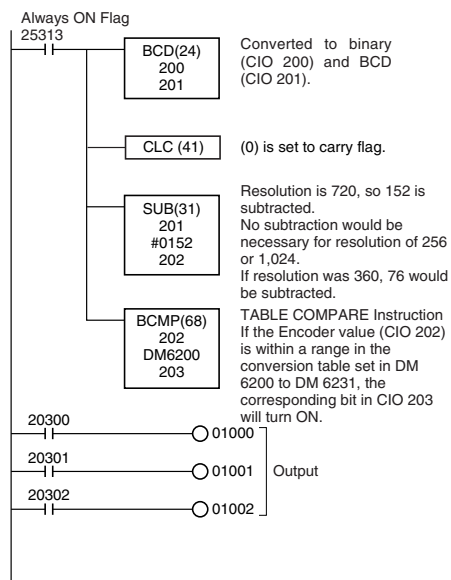 Always ON Flag
25313
BCD(24)
200
201
Converted to binary
(CIO 200) and BCD
(CIO 201).
CLC (41)
(0) is set to carry flag.
SUB(31)
201
#0152
202
Resolution is 720, so 152 is
subtracted.
No subtraction would be
necessary for resolution of 256
or 1,024.
If resolution was 360, 76 would
be subtracted.
BCMP(68)
202
DM6200
203
TABLE COMPARE Instruction
If the Encoder value (CIO 202)
is within a range in the
conversion table set in DM
6200 to DM 6231, the
corresponding bit in CIO 203
will turn ON.
20300
01000
20301
01001
Output
20302
01002